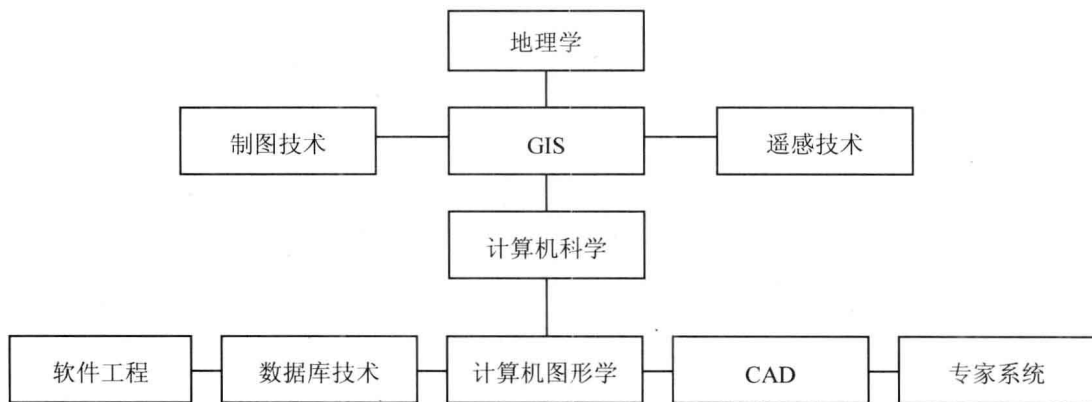 地理学
制图技术
GIS
遥感技术
计算机科学
软件工程
数据库技术
计算机图形学
CAD
专家系统